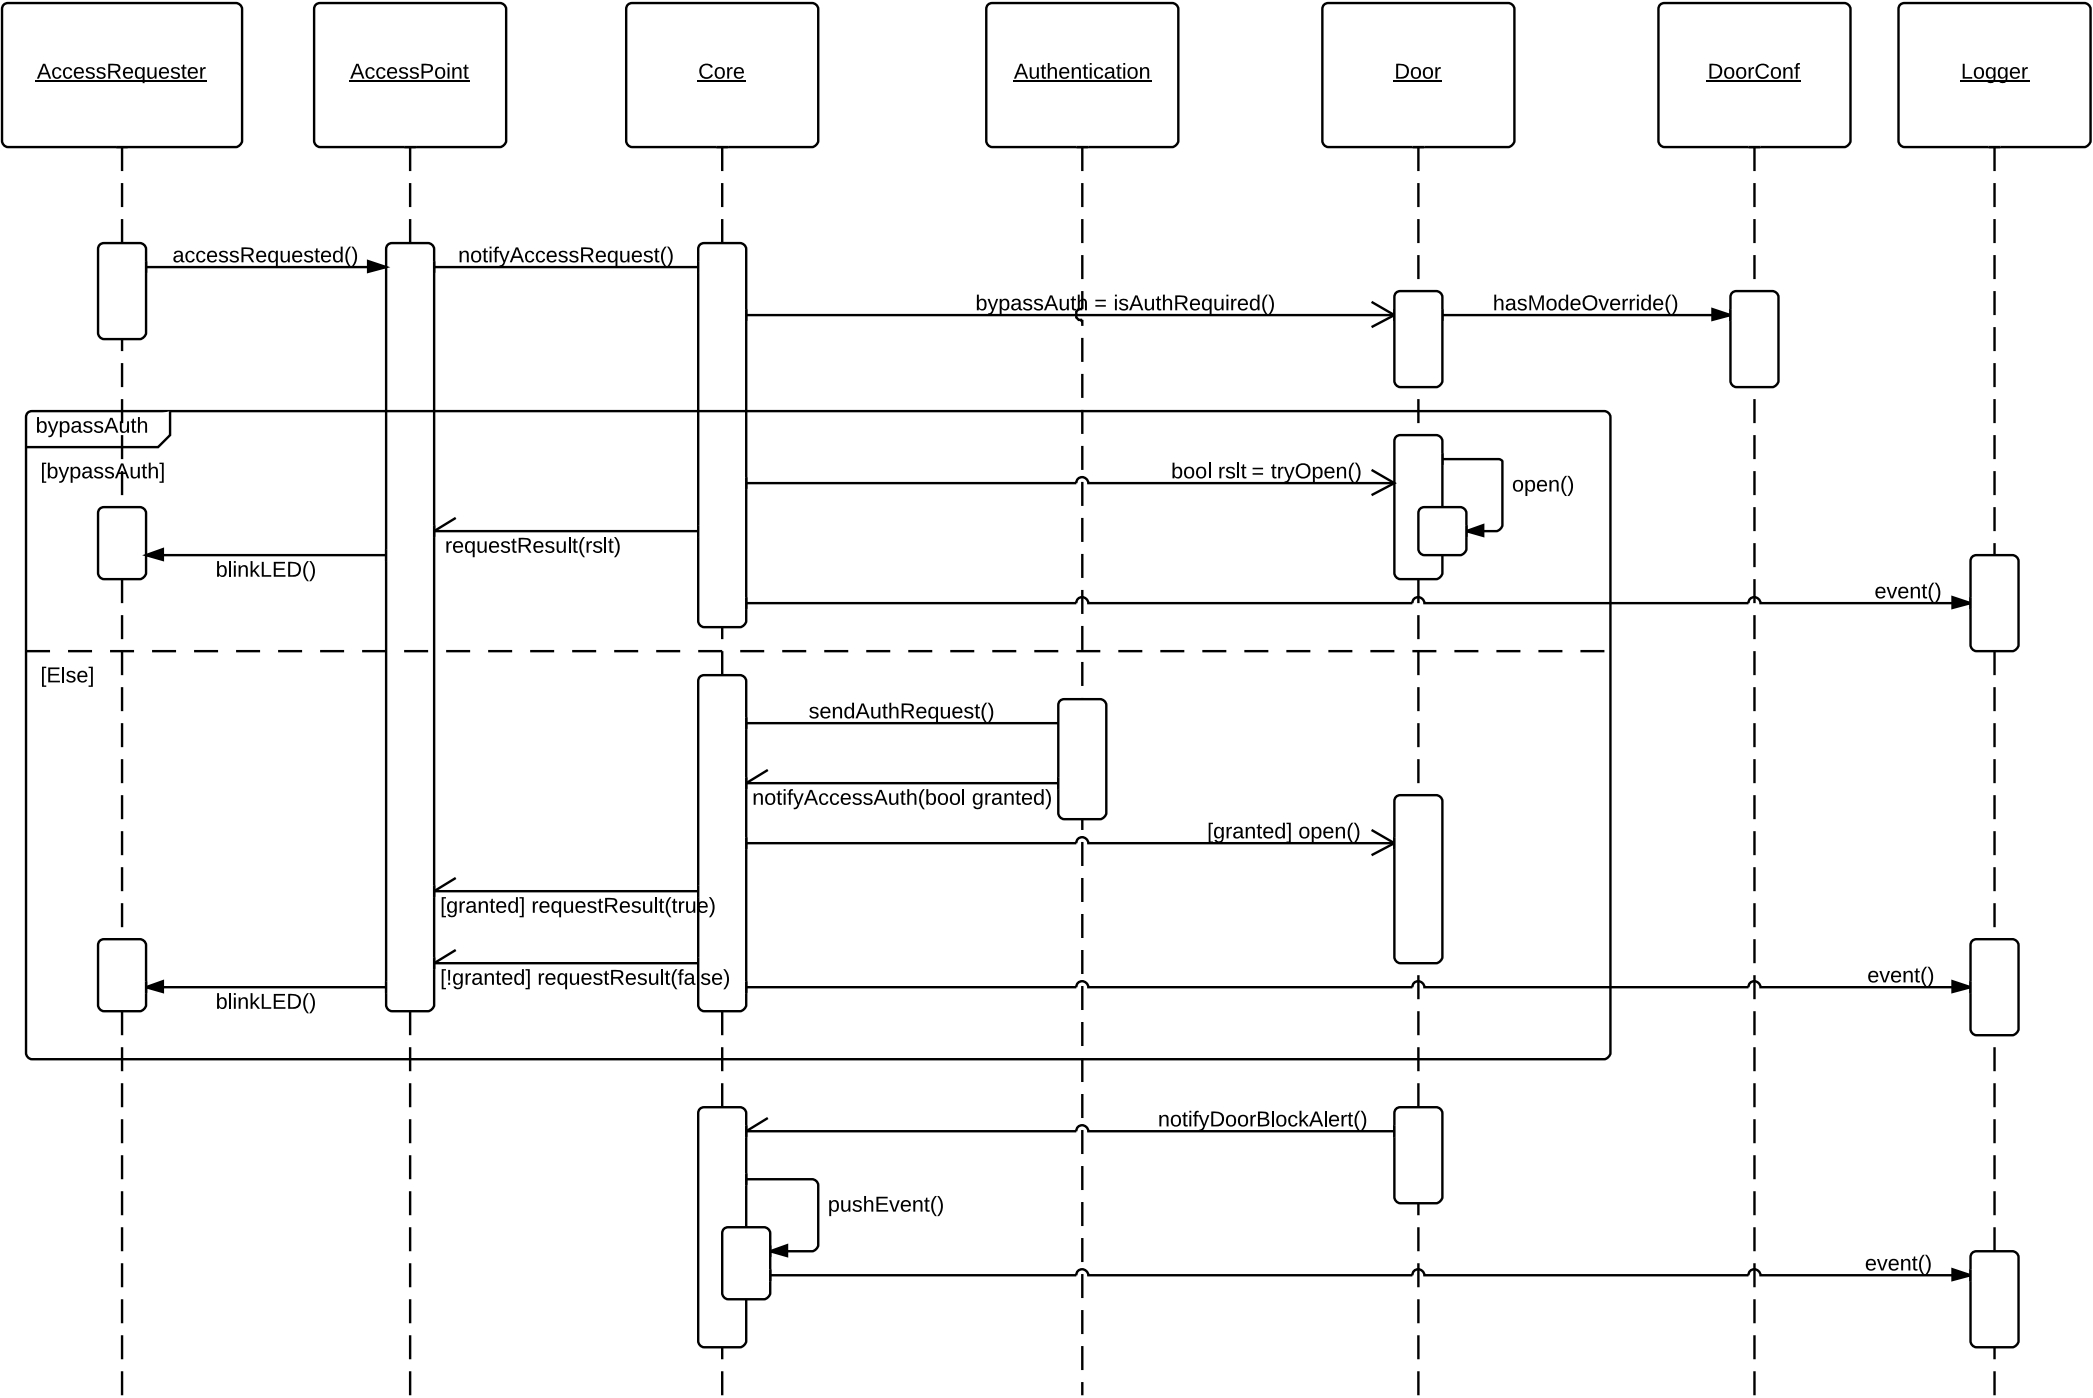 AccessRequester
AccessPoint
Core
Authentication
Door
DoorConf
Logger
accessRequested()
notifyAccessRequest()
bypassAuth = isAuthRequired()
hasModeOverride()
bypassAuth
[bypassAuth]
bool rslt = tryOpen()
open()
requestResult(rslt)
blinkLED()
event()
[Else]
sendAuthRequest()
notifyAccessAuth(bool granted)
[granted] open()
[granted] requestResult(true)
[!granted] requestResult(false)
event()
blinkLED()
notifyDoorBlockAlert()
pushEvent()
event()